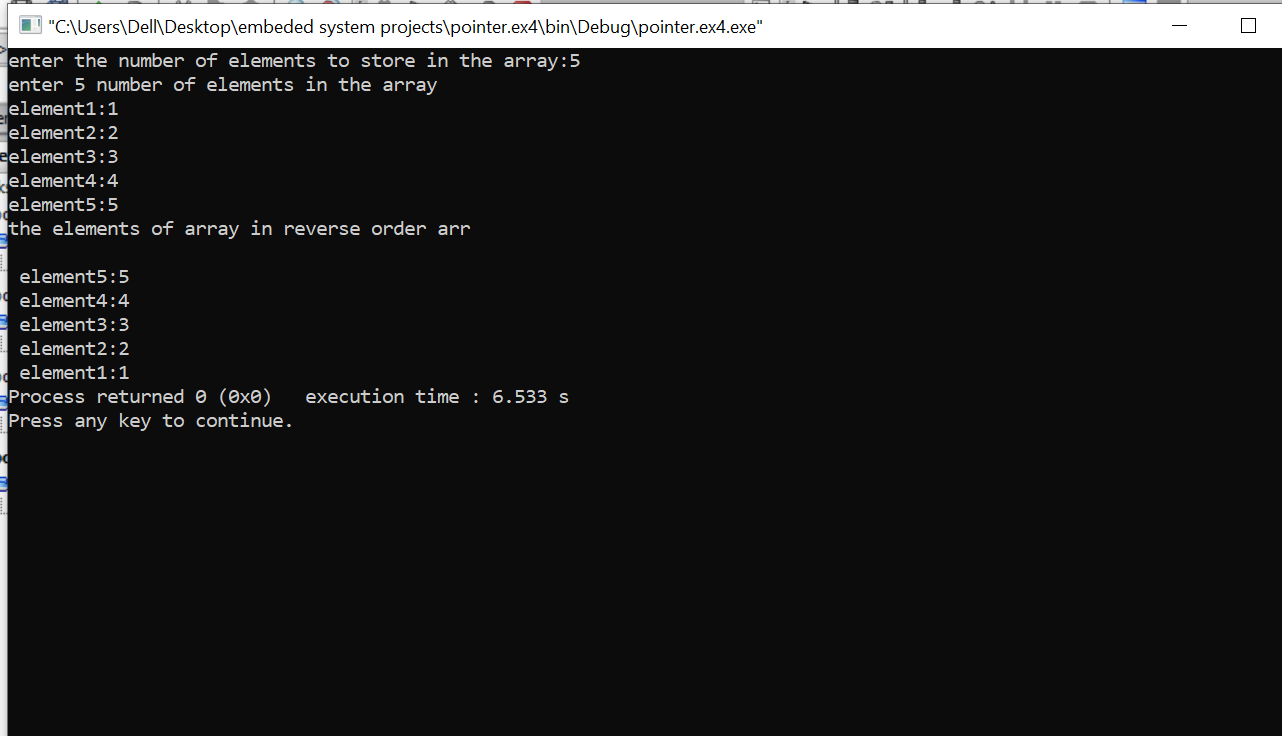 "C:\Users\Dell\Desktop\embeded system projects\pointer.ex4\bin\Debug\pointer.ex4.exe"
enter the number of elements to store in the array:5
enter 5 number of elements in the array
element1:1
element2:2
element3:3
element4:4
element5:5
the elements of array in reverse order arr
 element5:5
 element4:4
 element3:3
 element2:2
 element1:1
Process returned 0 (0x0)   execution time : 6.533 s
Press any key to continue.